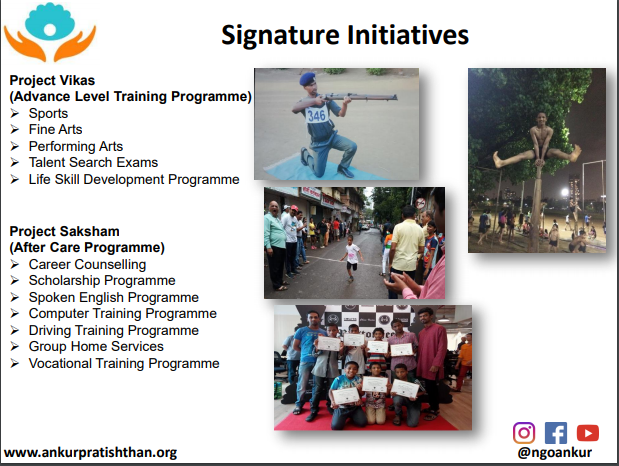 Signature Initiatives
Project Vikas
(Advance Level Training Programme)
➢ Sports
➢ Fine Arts
➢ Performing Arts
➢ Talent Search Exams
➢ Life Skill Development Programme
346
Project Saksham
(After Care Programme)
➢ Career Counselling
➢ Scholarship Programme
➢ Spoken English Programme
➢ Computer Training Programme
➢ Driving Training Programme
➢ Group Home Services
➢ Vocational Training Programme
www.ankurpratishthan.org
@ngoankur